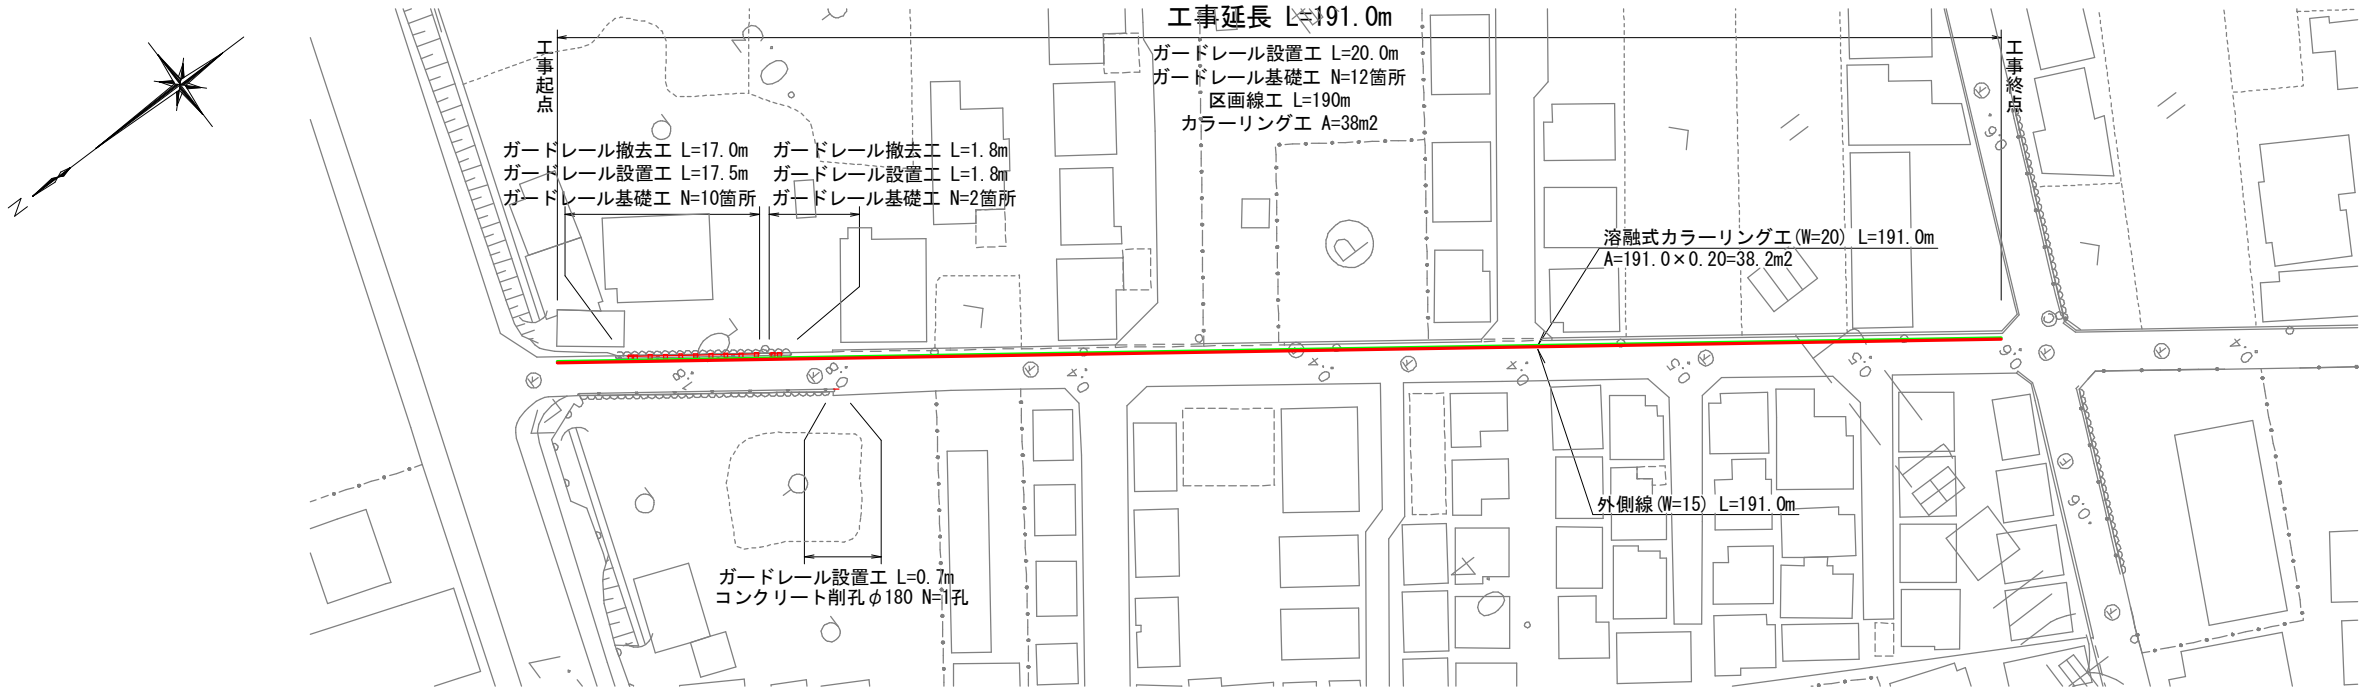 工事延長 L=191.0m
工事起点
工事終点
ガードレール設置工 L=20.0m
ガードレール基礎工 N=12箇所
区画線工 L=190m
カラーリング工 A=38m2
ガードレール撤去工 L=17.0m
ガードレール設置工 L=17.5m
ガードレール基礎工 N=10箇所
ガードレール撤去工 L=1.8m
ガードレール設置工 L=1.8m
ガードレール基礎工 N=2箇所
N
P
溶融式カラーリング工(W=20) L=191.0m
A=191.0×0.20=38.2m2
外側線(W=15) L=191.0m
ガードレール設置工 L=0.7m
コンクリート削孔φ180 N=1孔